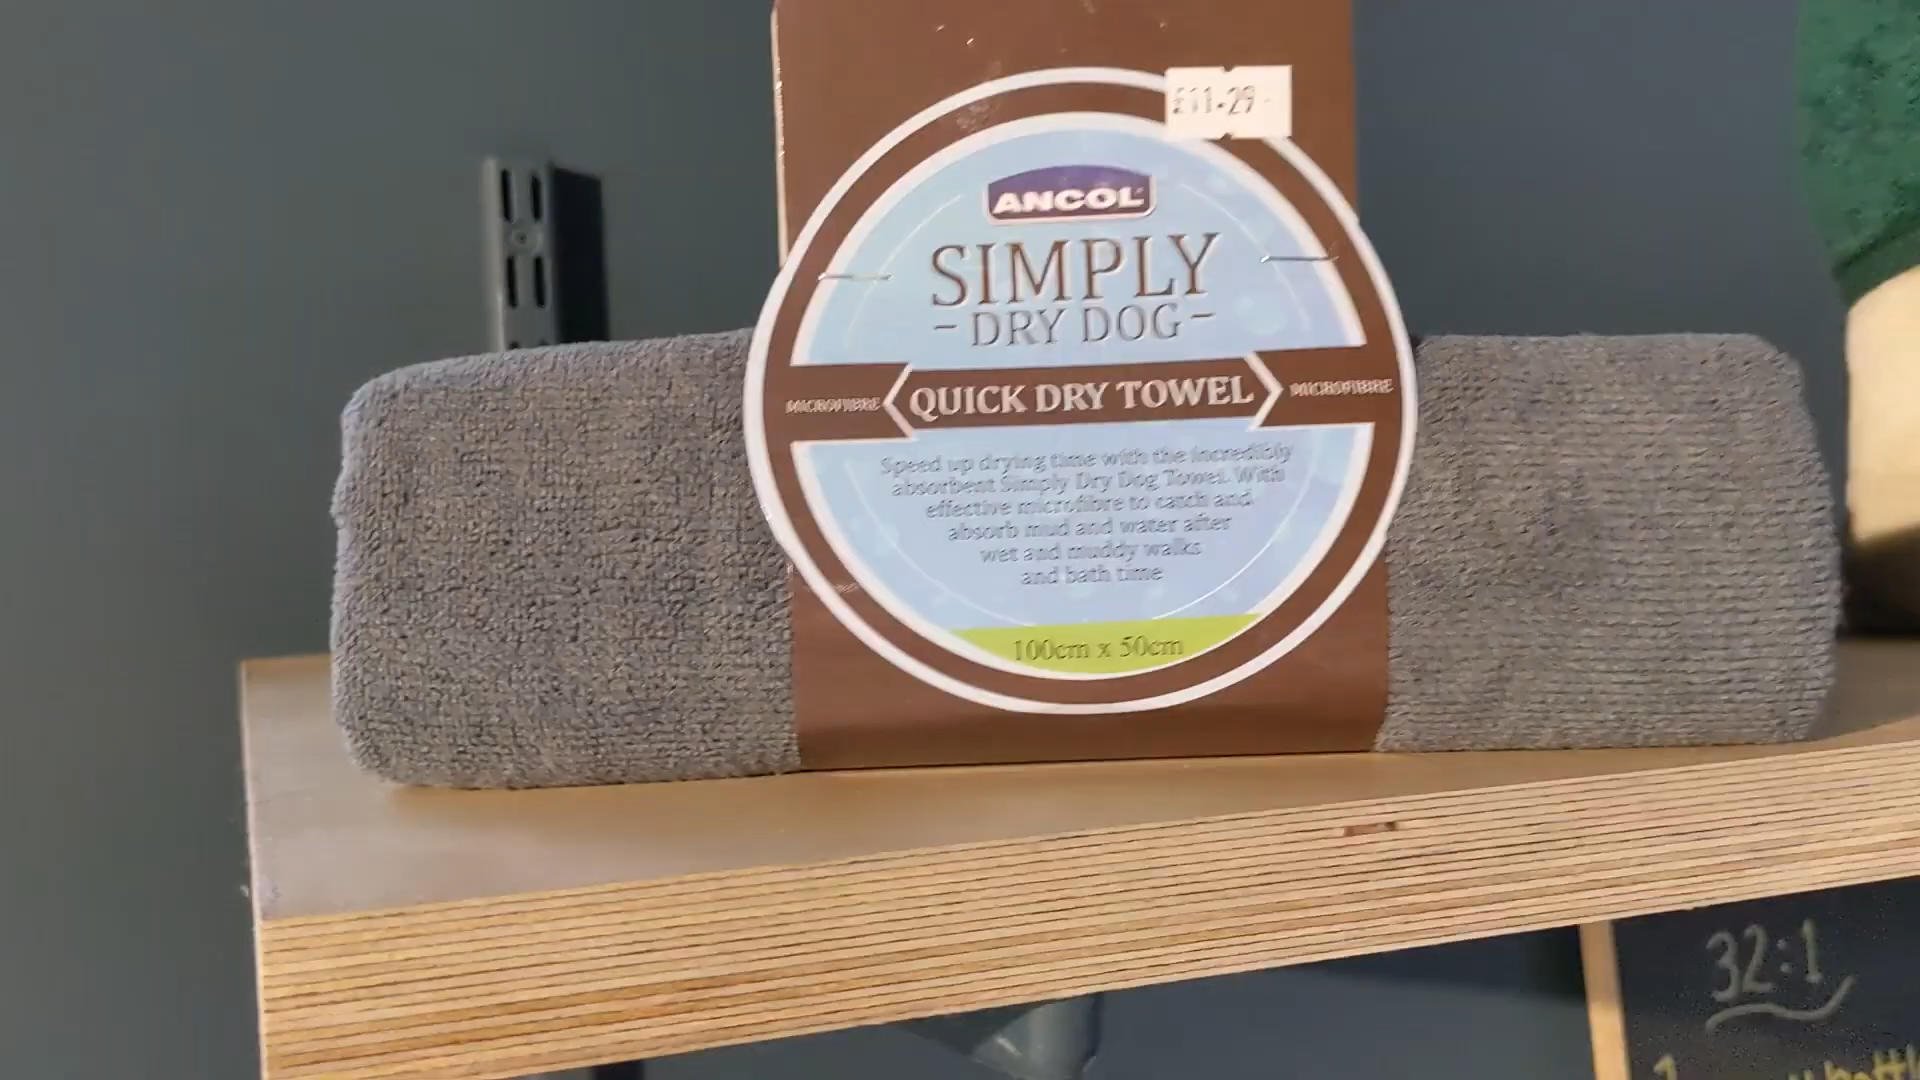 £11.29
ANCOL
SIMPLY
- DRY DOG -
MICROFIBRE
QUICK DRY TOWEL
MICROFIBRE
Speed up drying time with the incredibly
absorbent Simply Dry Dog Towel. With
effective microfibre to catch and
absorb mud and water after
wet and muddy walks
and bath time
100cm x 50cm
32:1